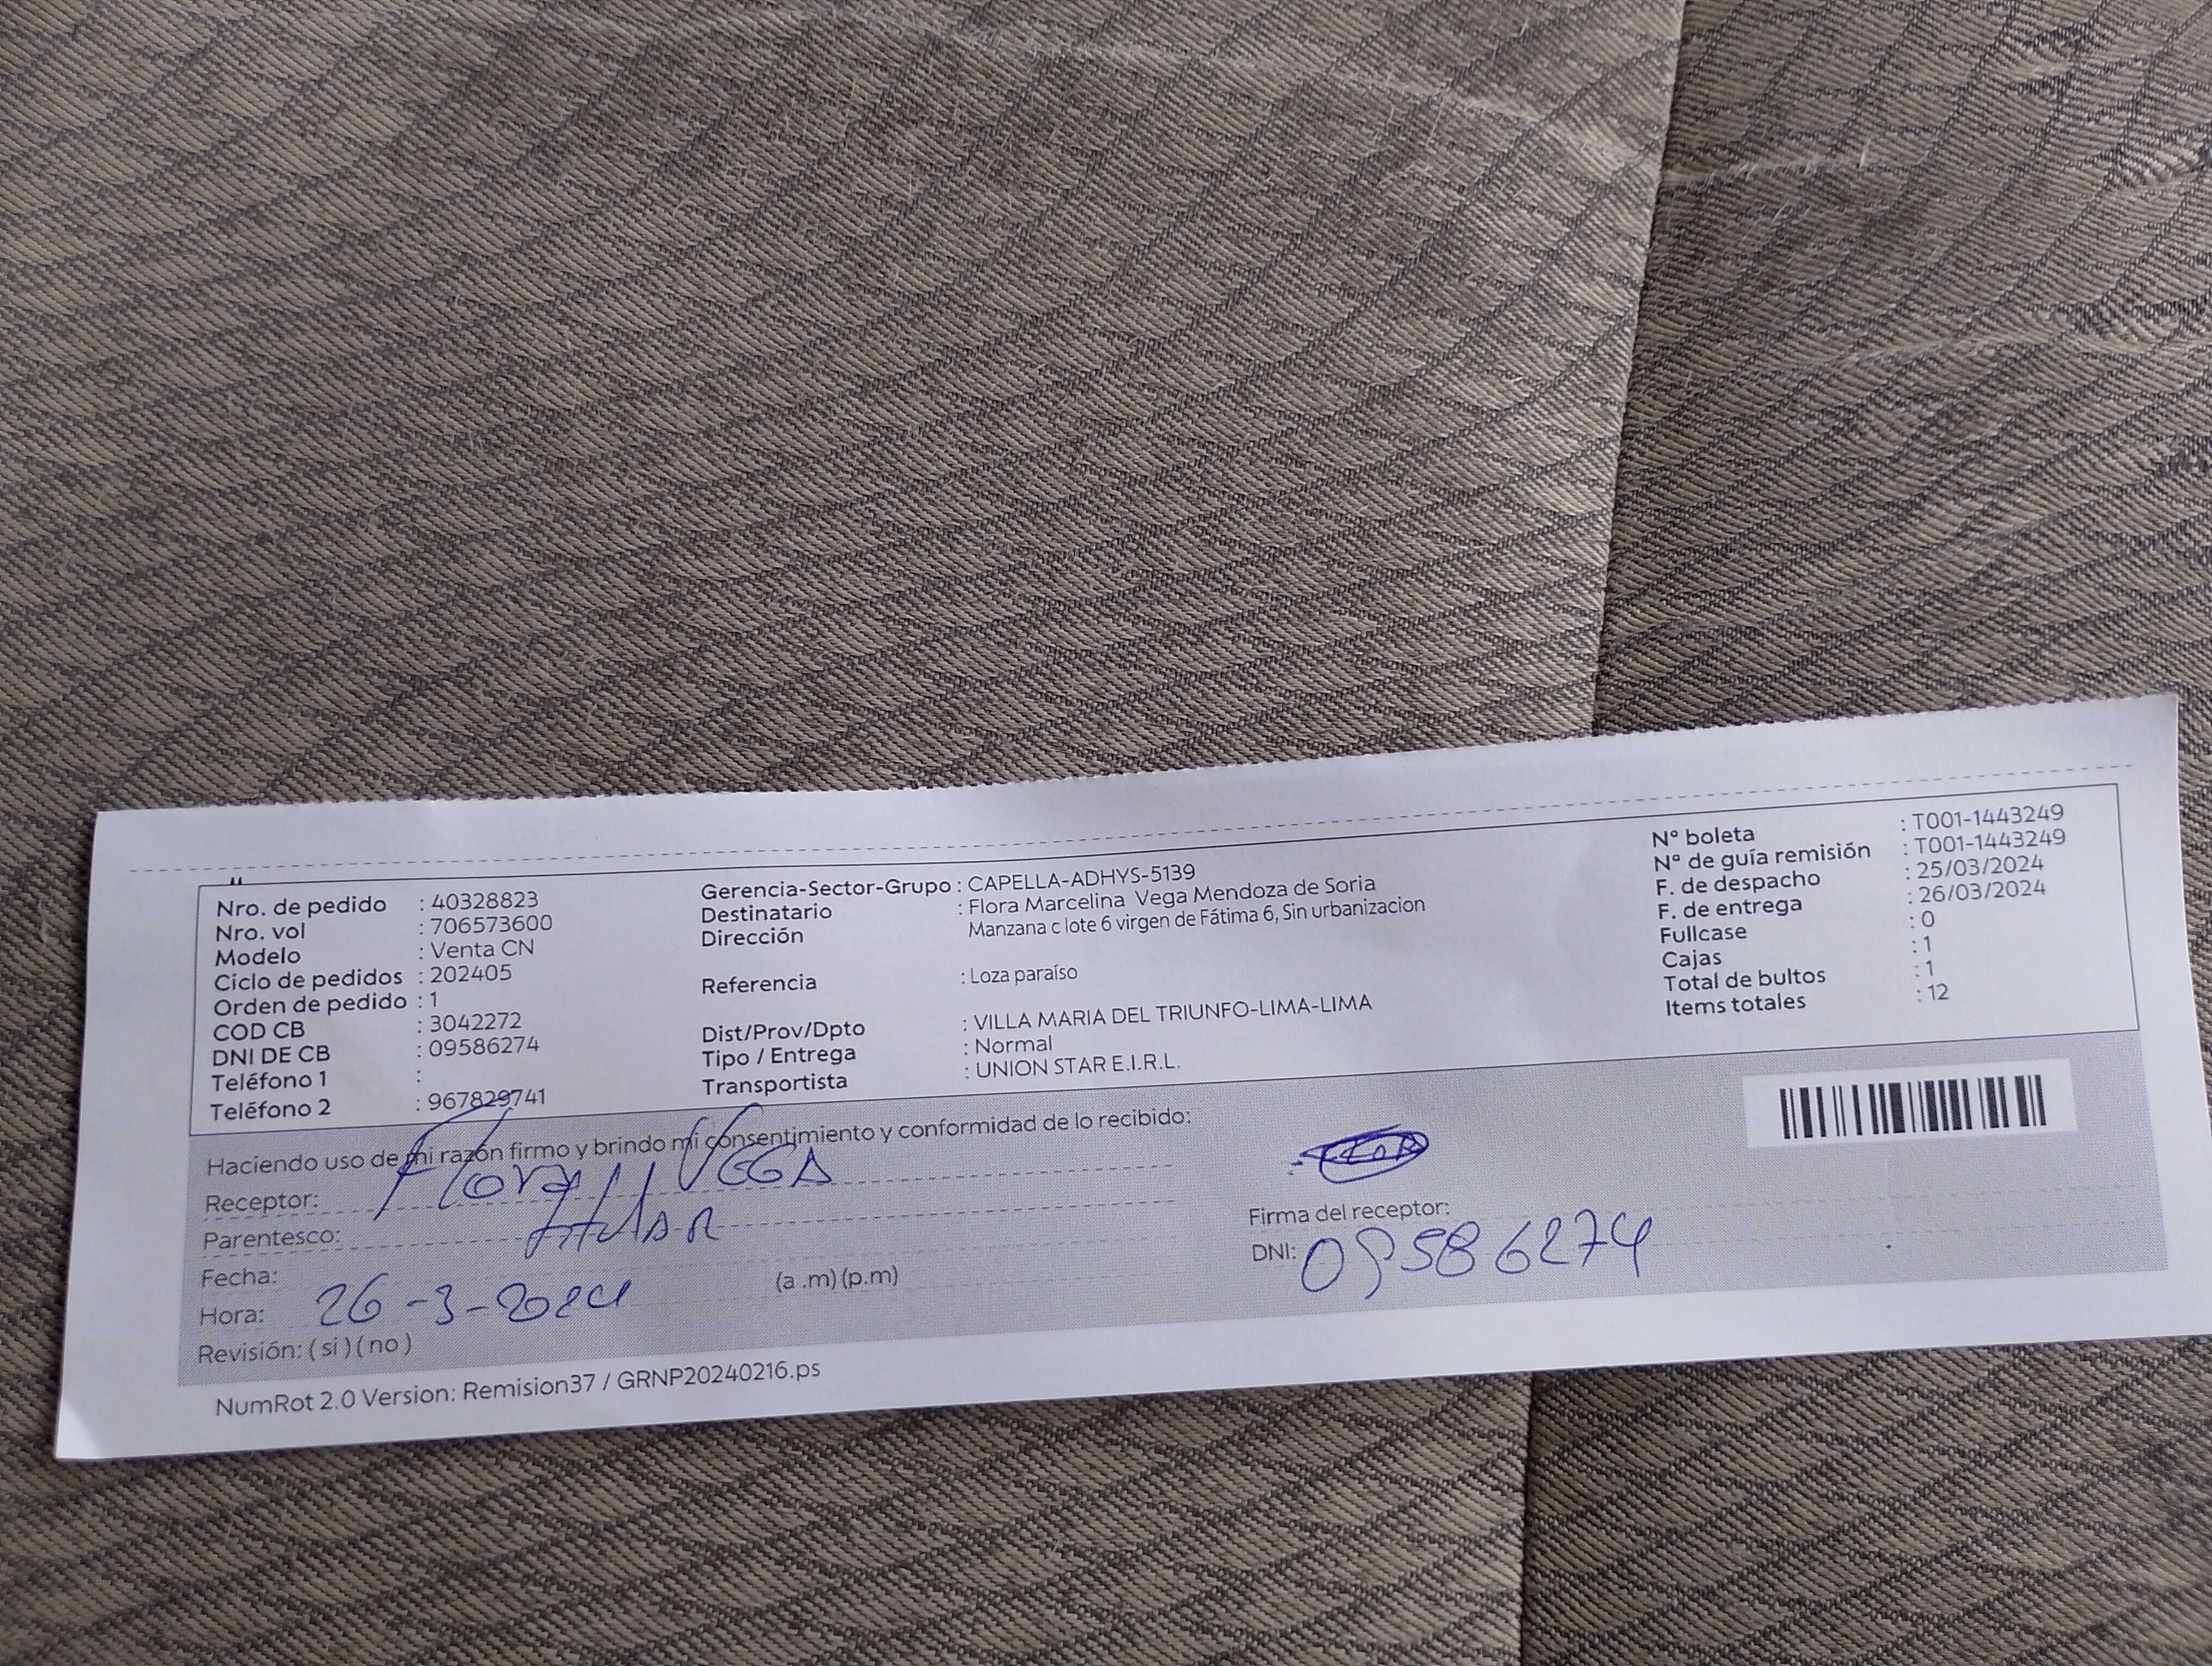 Nro. de pedido : 40328823
Nro. vol : 706573600
Modelo : Venta CN
Ciclo de pedidos : 202405
Orden de pedido : 1
COD CB : 3042272
DNI DE CB : 09586274
Teléfono 1 :
Teléfono 2 : 967829741
Gerencia-Sector-Grupo : CAPELLA-ADHYS-5139
Destinatario : Flora Marcelina Vega Mendoza de Soria
Dirección Manzana c lote 6 virgen de Fátima 6, Sin urbanizacion
Referencia : Loza paraíso
Dist/Prov/Dpto : VILLA MARIA DEL TRIUNFO-LIMA-LIMA
Tipo / Entrega : Normal
Transportista : UNION STAR E.I.R.L.
Nº boleta : T001-1443249
Nº de guía remisión : T001-1443249
F. de despacho : 25/03/2024
F. de entrega : 26/03/2024
Fullcase : 0
Cajas : 1
Total de bultos : 1
Items totales : 12
Haciendo uso de mi razón firmo y brindo mi consentimiento y conformidad de lo recibido:
Receptor: Flora VEGA
Parentesco: titular
Fecha:
Hora: 26-3-2024 (a .m) (p.m)
Revisión: ( si ) ( no )
Firma del receptor:
DNI: 09586274
NumRot 2.0 Version: Remision37 / GRNP20240216.ps